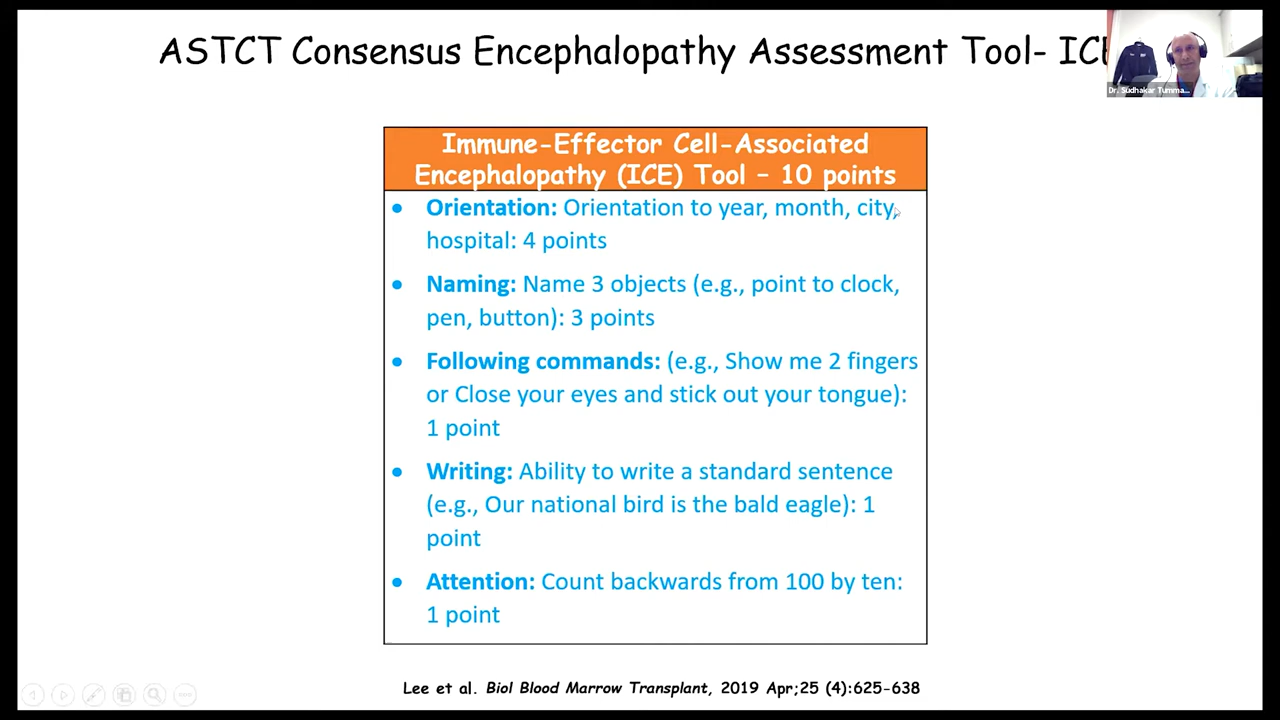 ASTCT Consensus Encephalopathy Assessment Tool- ICE
Dr. Sudhakar Tumma...
Immune-Effector Cell-Associated
Encephalopathy (ICE) Tool – 10 points
• Orientation: Orientation to year, month, city,
hospital: 4 points
• Naming: Name 3 objects (e.g., point to clock,
pen, button): 3 points
• Following commands: (e.g., Show me 2 fingers
or Close your eyes and stick out your tongue):
1 point
• Writing: Ability to write a standard sentence
(e.g., Our national bird is the bald eagle): 1
point
• Attention: Count backwards from 100 by ten:
1 point
Lee et al. Biol Blood Marrow Transplant, 2019 Apr;25 (4):625-638